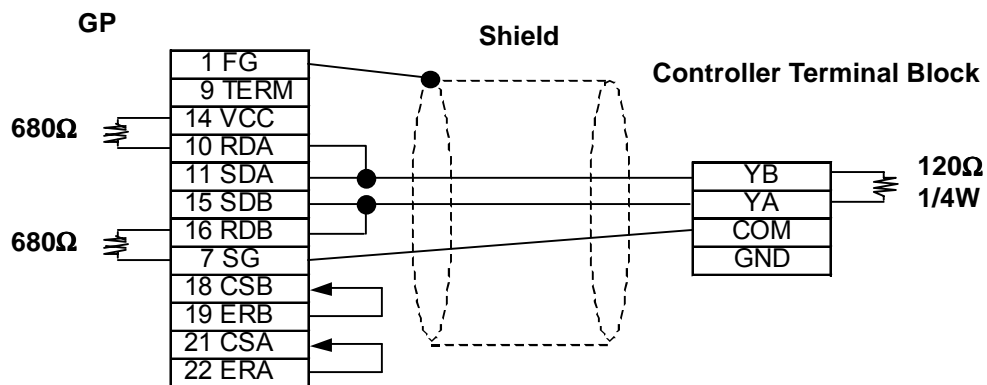 GP
Shield
Controller Terminal Block
1 FG
9 TERM
14 VCC
10 RDA
11 SDA
15 SDB
16 RDB
7 SG
18 CSB
19 ERB
21 CSA
22 ERA
680Ω
680Ω
YB
YA
COM
GND
120Ω
1/4W